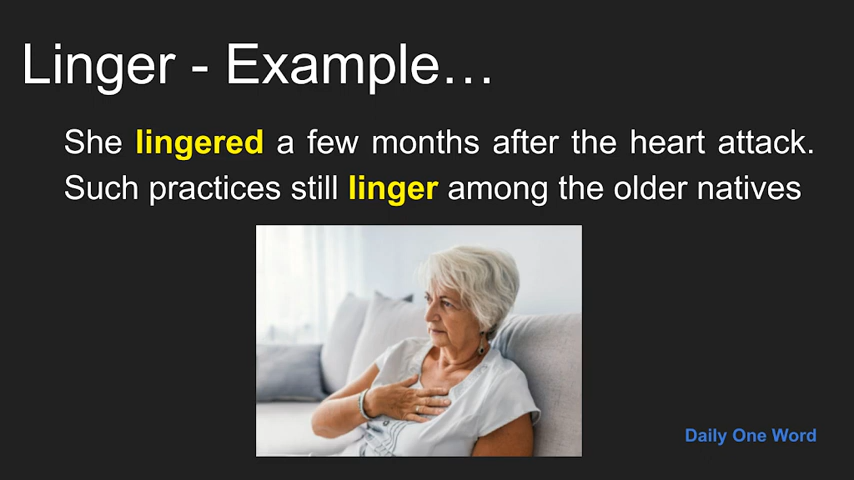 Linger - Example…
She lingered a few months after the heart attack.
Such practices still linger among the older natives
Daily One Word